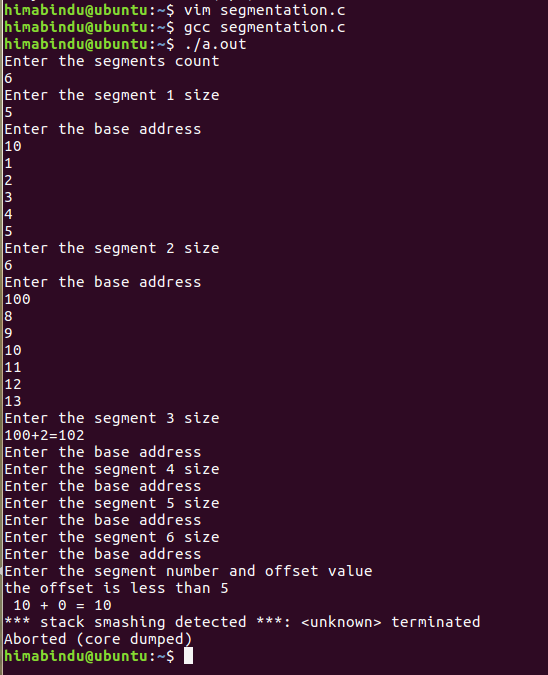 himabindu@ubuntu:~$ vim segmentation.c
himabindu@ubuntu:~$ gcc segmentation.c
himabindu@ubuntu:~$ ./a.out
Enter the segments count
6
Enter the segment 1 size
5
Enter the base address
10
1
2
3
4
5
Enter the segment 2 size
6
Enter the base address
100
8
9
10
11
12
13
Enter the segment 3 size
100+2=102
Enter the base address
Enter the segment 4 size
Enter the base address
Enter the segment 5 size
Enter the base address
Enter the segment 6 size
Enter the base address
Enter the segment number and offset value
the offset is less than 5
 10 + 0 = 10
*** stack smashing detected ***: <unknown> terminated
Aborted (core dumped)
himabindu@ubuntu:~$